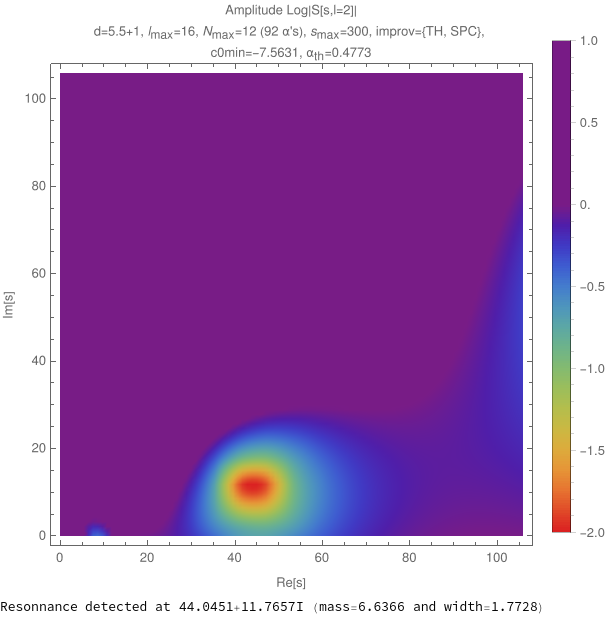 Amplitude Log|S[s,l=2]|
d=5.5+1, lmax=16, Nmax=12 (92 α's), smax=300, improv={TH, SPC},
c0min=−7.5631, αth=0.4773
1.0
0.5
0.
−0.5
−1.0
−1.5
−2.0
Im[s]
100
80
60
40
20
0
0 20 40 60 80 100
Re[s]
Resonnance detected at 44.0451+11.7657I (mass=6.6366 and width=1.7728)